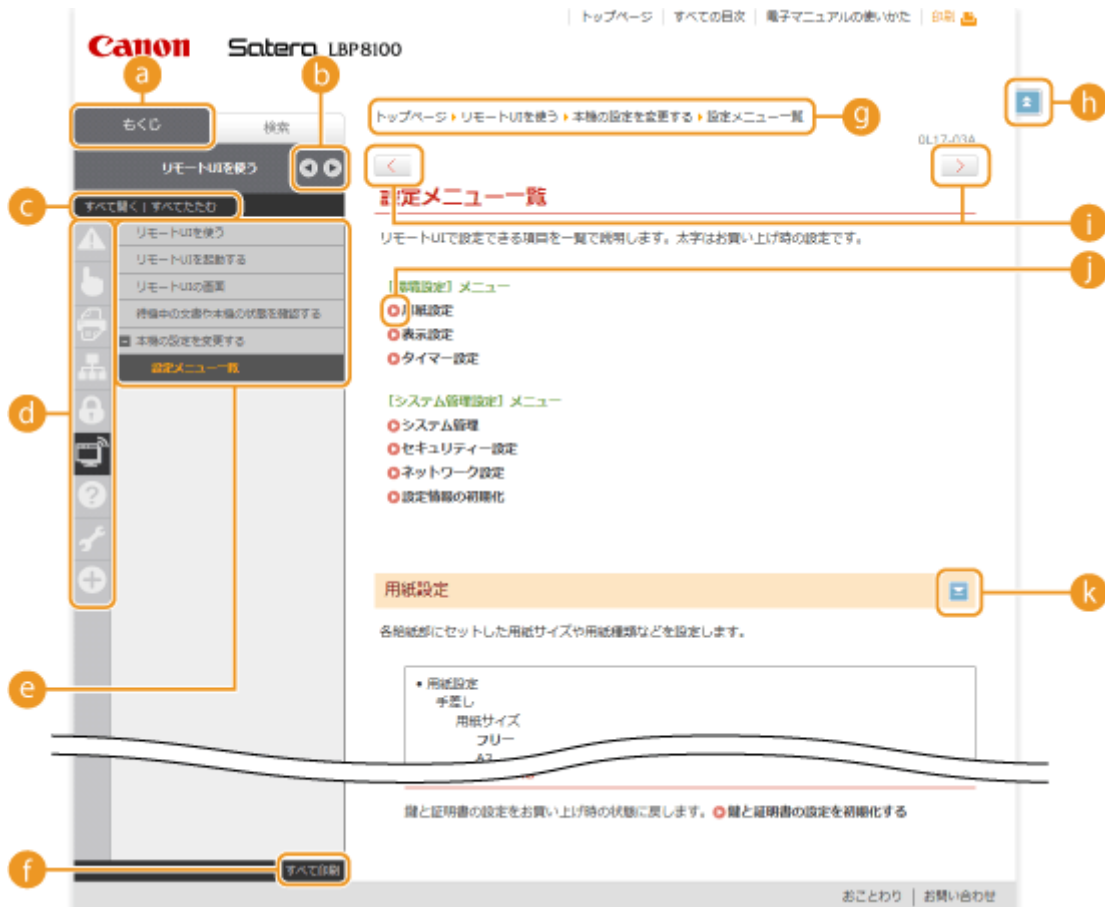 トップページ | すべての目次 | 電子マニュアルの使いかた | 印刷
Canon Satera LBP8100
a
b
もくじ
検索
リモートUIを使う
c
すべて開く | すべてたたむ
d
リモートUIを使う
リモートUIを起動する
リモートUIの画面
待機中の文書や本機の状態を確認する
本機の設定を変更する
設定メニュー一覧
e
f
すべて印刷
トップページ リモートUIを使う 本機の設定を変更する 設定メニュー一覧
g
h
0L17-03A
i
設定メニュー一覧
リモートUIで設定できる項目を一覧で説明します。太字はお買い上げ時の設定です。
j
[環境設定] メニュー
用紙設定
表示設定
タイマー設定
[システム管理設定] メニュー
システム管理
セキュリティー設定
ネットワーク設定
設定情報の初期化
用紙設定
k
各給紙部にセットした用紙サイズや用紙種類などを設定します。
• 用紙設定
手差し
用紙サイズ
フリー
A3
鍵と証明書の設定をお買い上げ時の状態に戻します。 鍵と証明書の設定を初期化する
おことわり | お問い合わせ